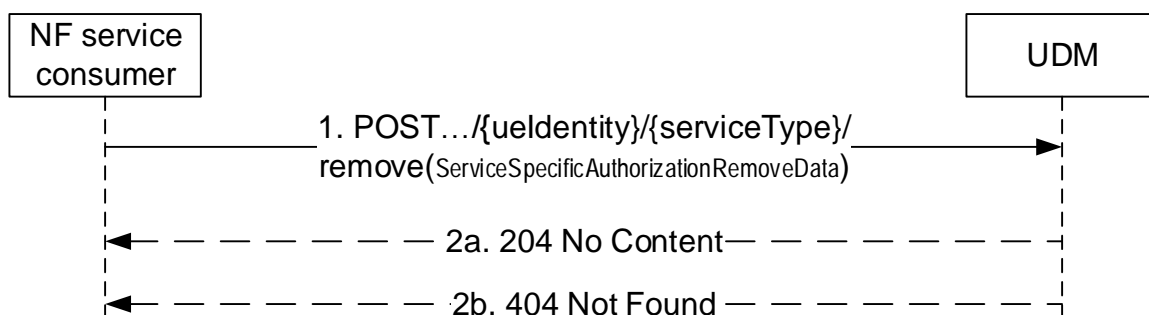 NF service
consumer
UDM
1. POST…/{ueIdentity}/{serviceType}/
remove(ServiceSpecificAuthorizationRemoveData)
2a. 204 No Content
2b. 404 Not Found